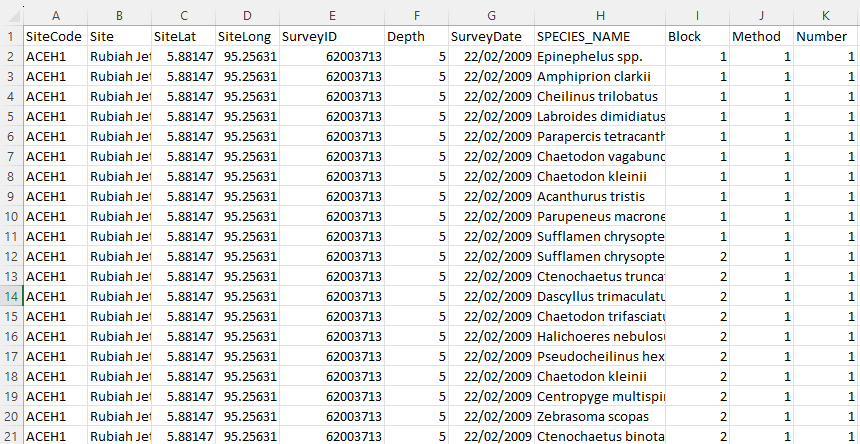 A B C D E F G H I J K
1 SiteCode Site SiteLat SiteLong SurveyID Depth SurveyDate SPECIES_NAME Block Method Number
2 ACEH1 Rubiah Jet 5.88147 95.25631 62003713 5 22/02/2009 Epinephelus spp. 1 1 1
3 ACEH1 Rubiah Jet 5.88147 95.25631 62003713 5 22/02/2009 Amphiprion clarkii 1 1 1
4 ACEH1 Rubiah Jet 5.88147 95.25631 62003713 5 22/02/2009 Cheilinus trilobatus 1 1 1
5 ACEH1 Rubiah Jet 5.88147 95.25631 62003713 5 22/02/2009 Labroides dimidiatus 1 1 1
6 ACEH1 Rubiah Jet 5.88147 95.25631 62003713 5 22/02/2009 Parapercis tetracanth 1 1 1
7 ACEH1 Rubiah Jet 5.88147 95.25631 62003713 5 22/02/2009 Chaetodon vagabunc 1 1 1
8 ACEH1 Rubiah Jet 5.88147 95.25631 62003713 5 22/02/2009 Chaetodon kleinii 1 1 1
9 ACEH1 Rubiah Jet 5.88147 95.25631 62003713 5 22/02/2009 Acanthurus tristis 1 1 1
10 ACEH1 Rubiah Jet 5.88147 95.25631 62003713 5 22/02/2009 Parupeneus macrone 1 1 1
11 ACEH1 Rubiah Jet 5.88147 95.25631 62003713 5 22/02/2009 Sufflamen chrysopte 1 1 1
12 ACEH1 Rubiah Jet 5.88147 95.25631 62003713 5 22/02/2009 Sufflamen chrysopte 2 1 1
13 ACEH1 Rubiah Jet 5.88147 95.25631 62003713 5 22/02/2009 Ctenochaetus truncat 2 1 1
14 ACEH1 Rubiah Jet 5.88147 95.25631 62003713 5 22/02/2009 Dascyllus trimaculatu 2 1 1
15 ACEH1 Rubiah Jet 5.88147 95.25631 62003713 5 22/02/2009 Chaetodon trifasciatu 2 1 1
16 ACEH1 Rubiah Jet 5.88147 95.25631 62003713 5 22/02/2009 Halichoeres nebulosu 2 1 1
17 ACEH1 Rubiah Jet 5.88147 95.25631 62003713 5 22/02/2009 Pseudocheilinus hex 2 1 1
18 ACEH1 Rubiah Jet 5.88147 95.25631 62003713 5 22/02/2009 Chaetodon kleinii 2 1 1
19 ACEH1 Rubiah Jet 5.88147 95.25631 62003713 5 22/02/2009 Centropyge multispi 2 1 1
20 ACEH1 Rubiah Jet 5.88147 95.25631 62003713 5 22/02/2009 Zebrasoma scopas 2 1 1
21 ACEH1 Rubiah Jet 5.88147 95.25631 62003713 5 22/02/2009 Ctenochaetus binota 2 1 1